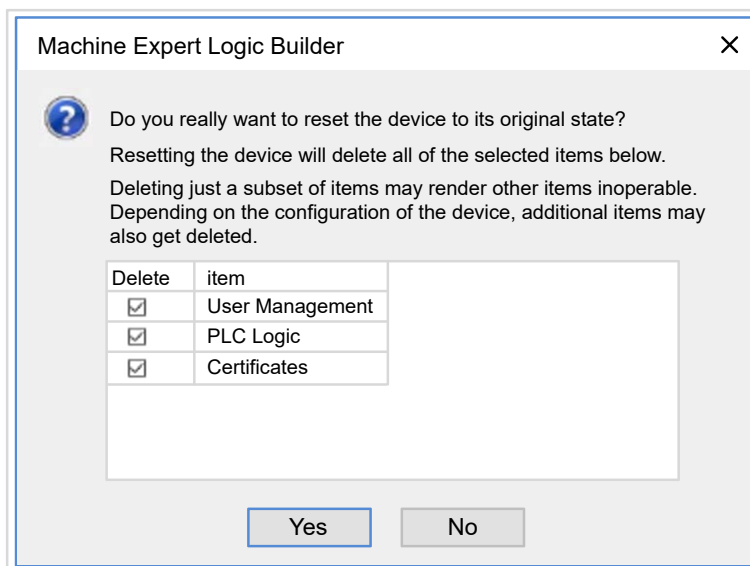 Machine Expert Logic Builder
Do you really want to reset the device to its original state?
Resetting the device will delete all of the selected items below.
Deleting just a subset of items may render other items inoperable.
Depending on the configuration of the device, additional items may
also get deleted.
Delete item
User Management
PLC Logic
Certificates
Yes No